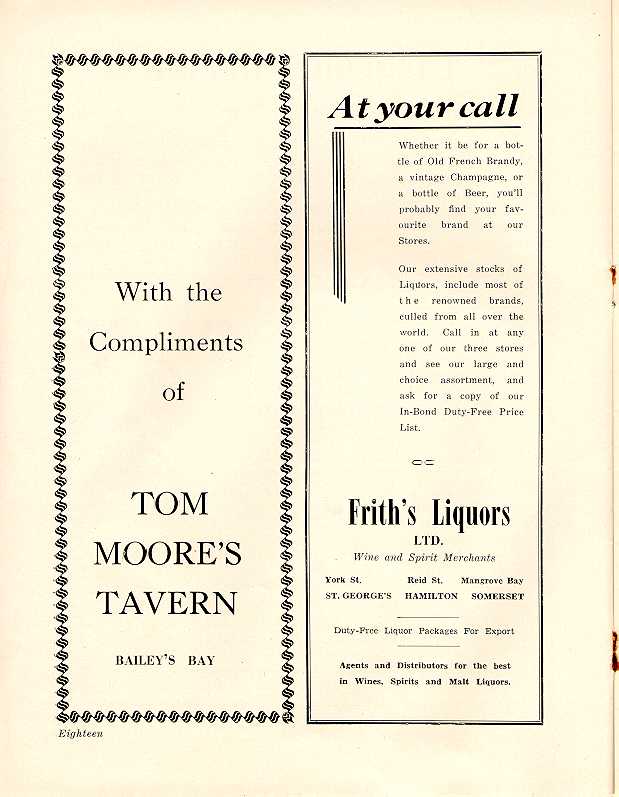 With the
Compliments
of
TOM
MOORE'S
TAVERN
BAILEY'S BAY
Eighteen
At your call
Whether it be for a bot-
tle of Old French Brandy,
a vintage Champagne, or
a bottle of Beer, you'll
probably find your fav-
ourite brand at our
Stores.
Our extensive stocks of
Liquors, include most of
the renowned brands,
culled from all over the
world. Call in at any
one of our three stores
and see our large and
choice assortment, and
ask for a copy of our
In-Bond Duty-Free Price
List.
Frith's Liquors
LTD.
Wine and Spirit Merchants
York St. Reid St. Mangrove Bay
ST. GEORGE'S HAMILTON SOMERSET
Duty-Free Liquor Packages For Export
Agents and Distributors for the best
in Wines, Spirits and Malt Liquors.